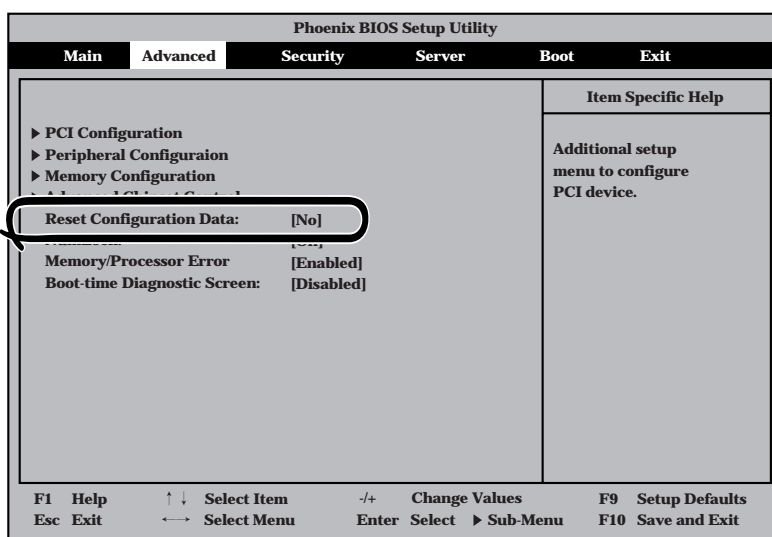 Phoenix BIOS Setup Utility
Main Advanced Security Server Boot Exit
Item Specific Help
▶ PCI Configuration
▶ Peripheral Configuraion
▶ Memory Configuration
Additional setup
menu to configure
PCI device.
Reset Configuration Data: [No]
Memory/Processor Error [Enabled]
Boot-time Diagnostic Screen: [Disabled]
F1 Help ↑↓ Select Item -/+ Change Values F9 Setup Defaults
Esc Exit ←→ Select Menu Enter Select ▶ Sub-Menu F10 Save and Exit